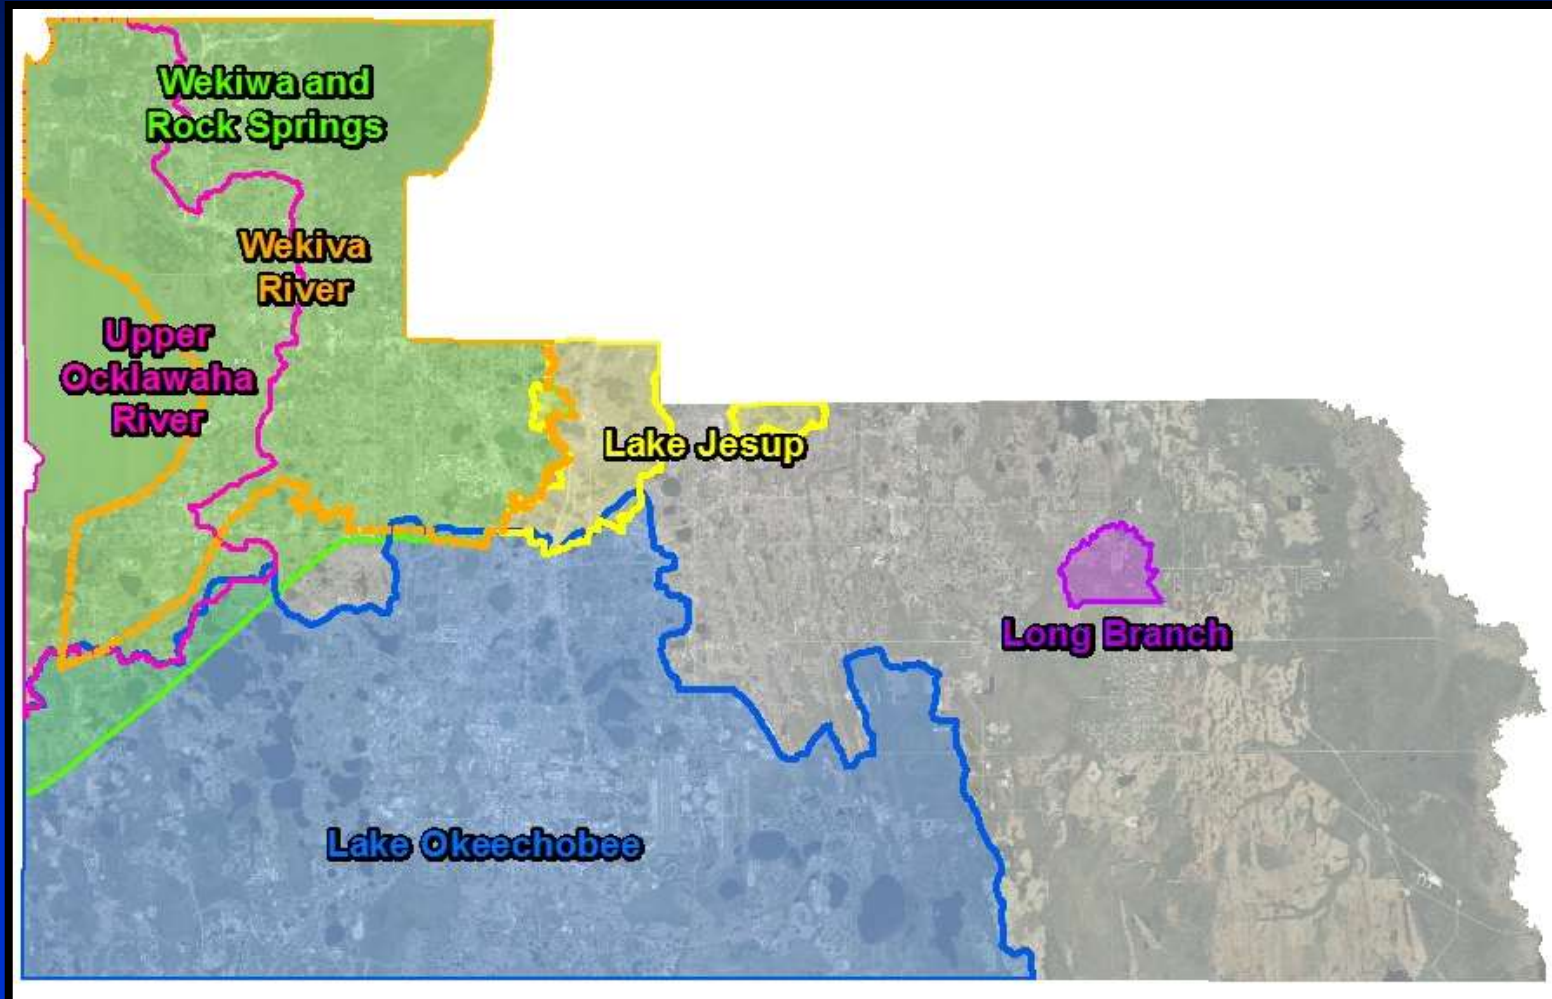 Wekiwa and
Rock Springs
Wekiva
River
Upper
Ocklawaha
River
Lake Jesup
Long Branch
Lake Okeechobee